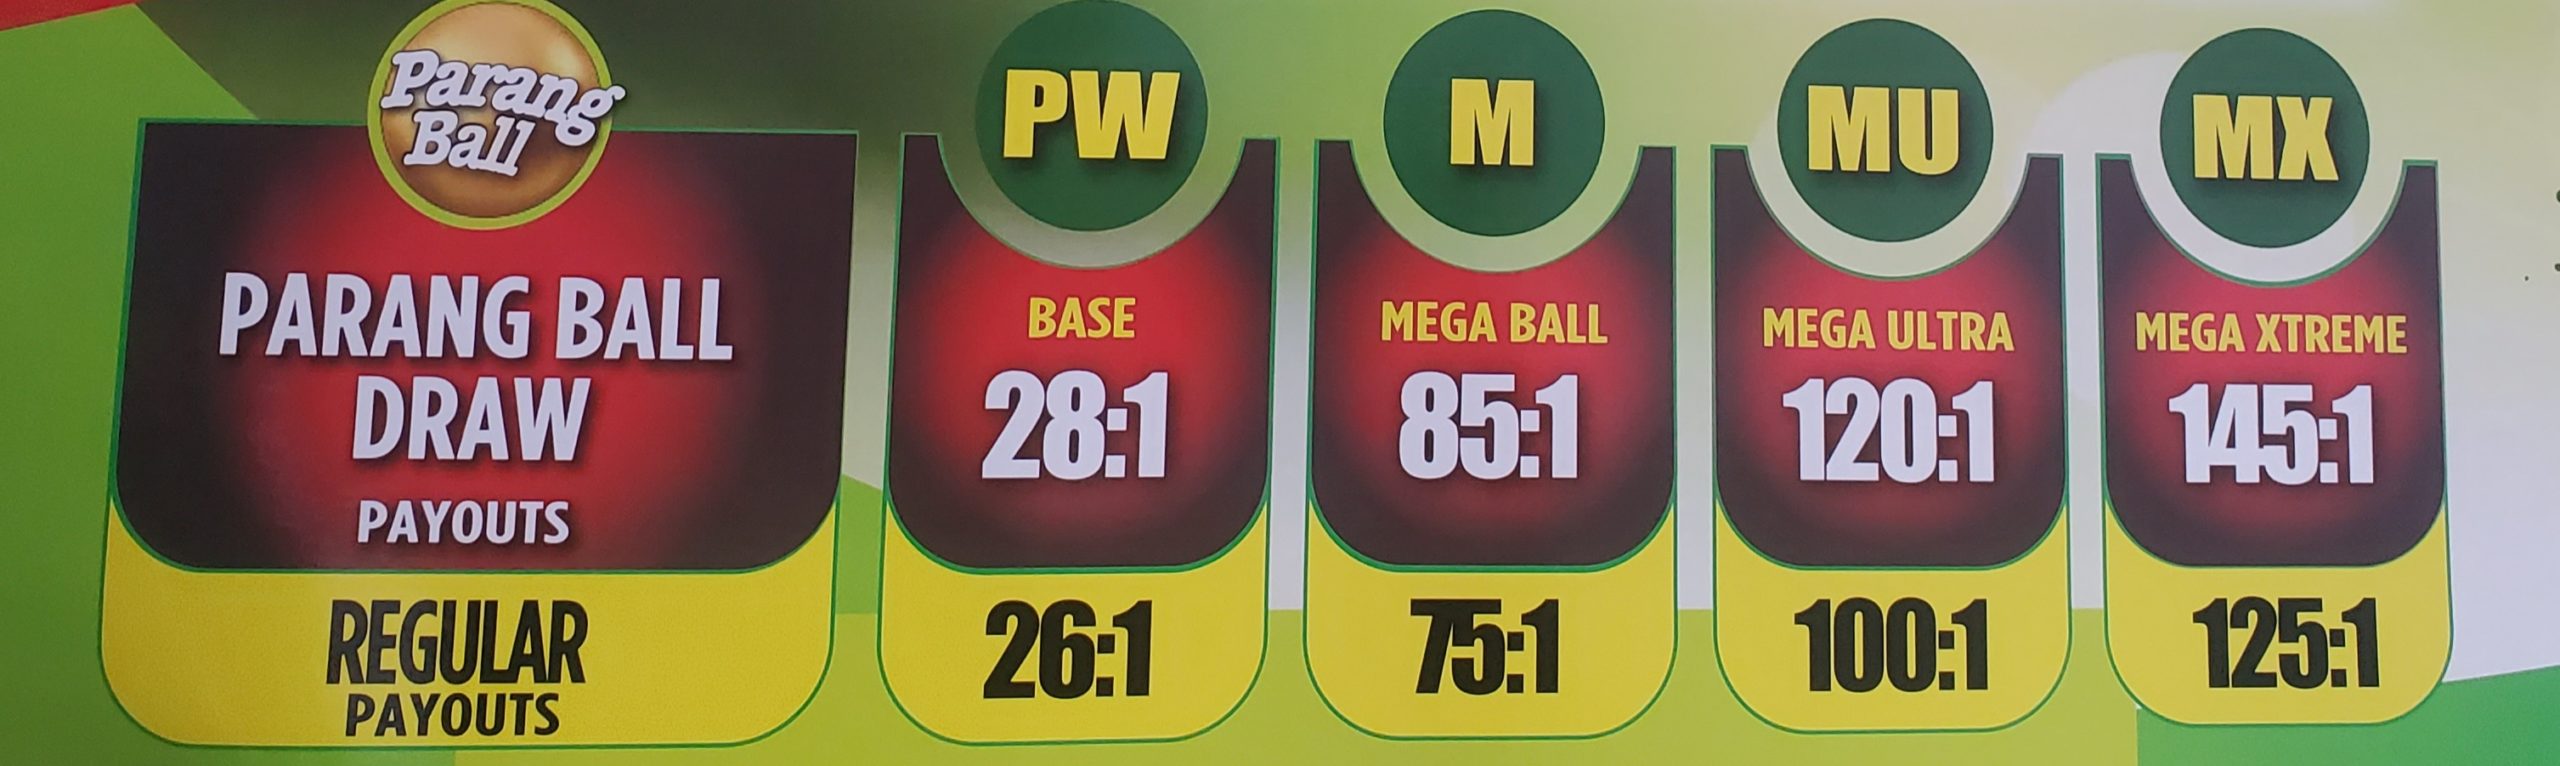 Parang
Ball
PARANG BALL
DRAW
PAYOUTS
REGULAR
PAYOUTS
PW
BASE
28:1
26:1
M
MEGA BALL
85:1
75:1
MU
MEGA ULTRA
120:1
100:1
MX
MEGA XTREME
145:1
125:1